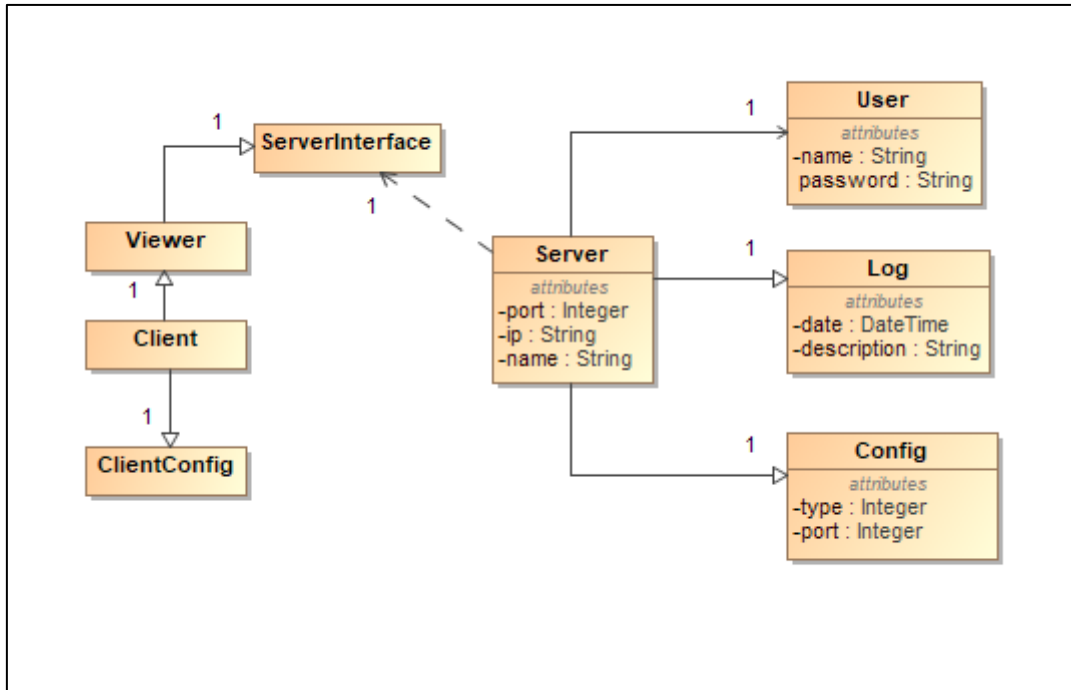 1
ServerInterface
1
Viewer
1
Client
1
ClientConfig
Server
attributes
-port : Integer
-ip : String
-name : String
1
User
attributes
-name : String
password : String
1
Log
attributes
-date : DateTime
-description : String
1
Config
attributes
-type : Integer
-port : Integer